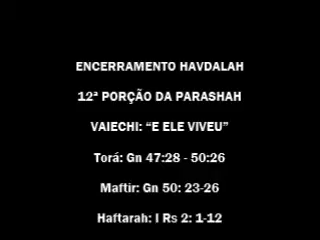 ENCERRAMENTO HAVDALAH
12ª PORÇÃO DA PARASHAH
VAIECHI: “E ELE VIVEU”
Torá: Gn 47:28 - 50:26
Maftir: Gn 50: 23-26
Haftarah: I Rs 2: 1-12